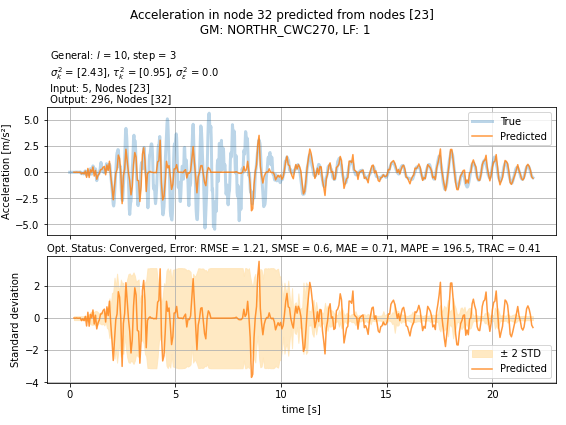 Acceleration in node 32 predicted from nodes [23]
GM: NORTHR_CWC270, LF: 1
General: l = 10, step = 3
σ²ₖ = [2.43], τ²ₖ = [0.95], σ²ε = 0.0
Input: 5, Nodes [23]
Output: 296, Nodes [32]
Acceleration [m/s²]
5.0
2.5
0.0
−2.5
−5.0
True
Predicted
Opt. Status: Converged, Error: RMSE = 1.21, SMSE = 0.6, MAE = 0.71, MAPE = 196.5, TRAC = 0.41
Standard deviation
2
0
−2
−4
± 2 STD
Predicted
0
5
10
15
20
time [s]